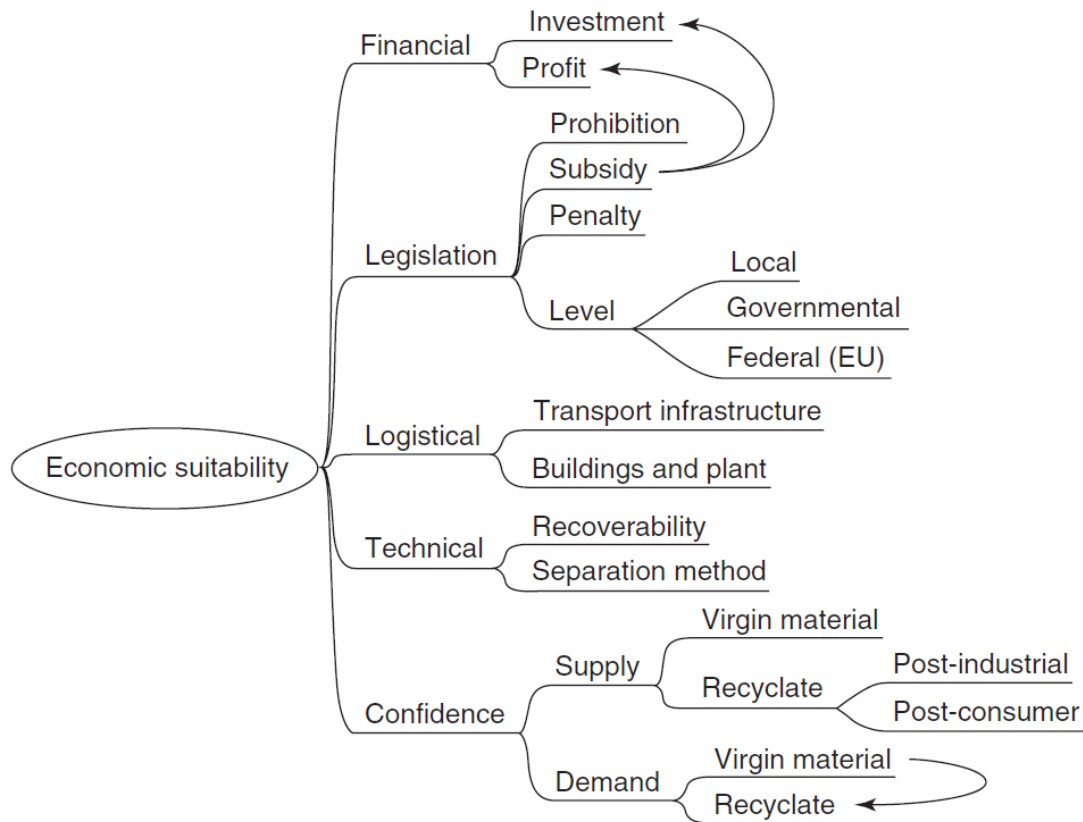 Investment
Financial
Profit
Prohibition
Subsidy
Penalty
Legislation
Local
Level
Governmental
Federal (EU)
Transport infrastructure
Logistical
Buildings and plant
Economic suitability
Recoverability
Technical
Separation method
Virgin material
Supply
Post-industrial
Recyclate
Post-consumer
Confidence
Virgin material
Demand
Recyclate